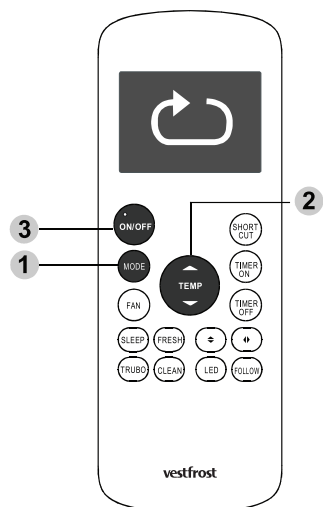 ON/OFF
3
MODE
1
2
TEMP
SHORT
CUT
TIMER
ON
FAN
TIMER
OFF
SLEEP
FRESH
TRUBO
CLEAN
LED
FOLLOW
vestfrost